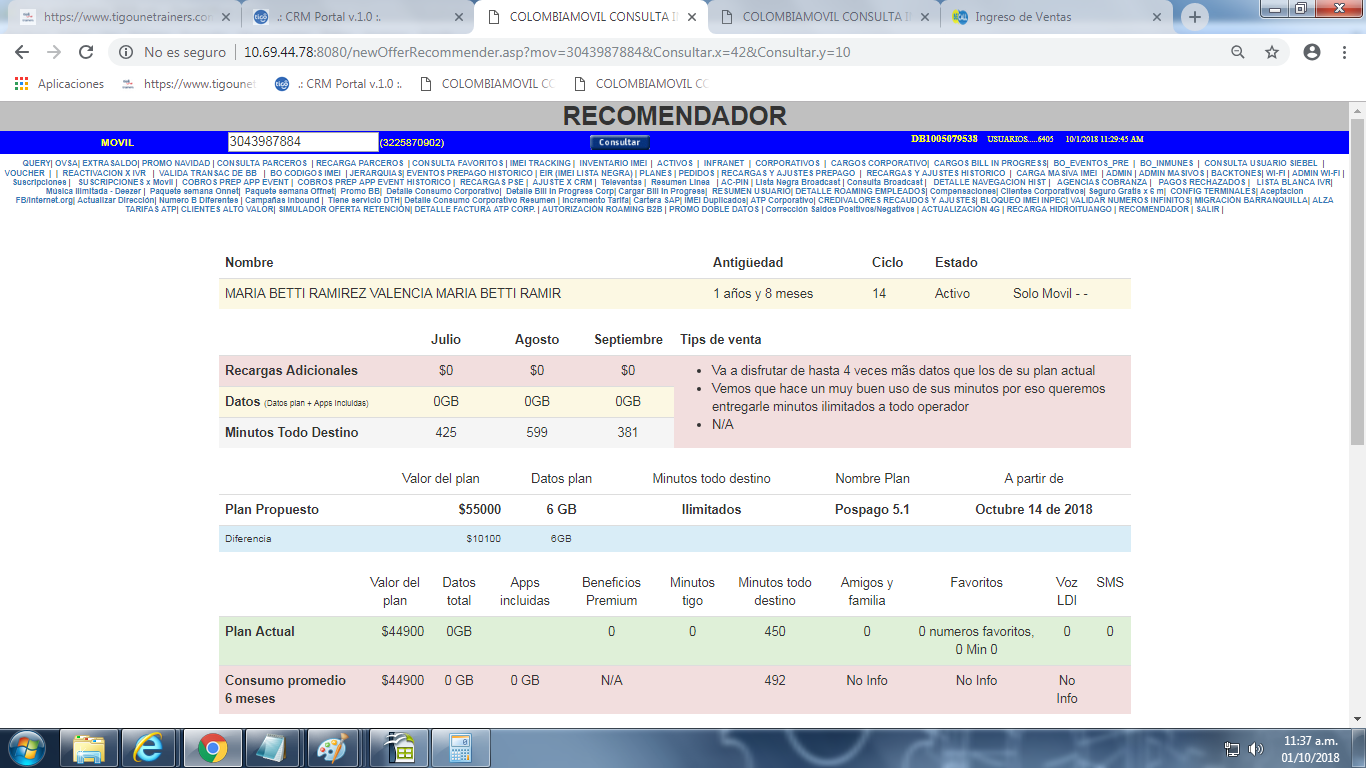 https://www.tigounetrainers.com
.: CRM Portal v.1.0 :.
COLOMBIAMOVIL CONSULTA I
COLOMBIAMOVIL CONSULTA I
Ingreso de Ventas
No es seguro | 10.69.44.78:8080/newOfferRecommender.asp?mov=3043987884&Consultar.x=42&Consultar.y=10
Aplicaciones
https://www.tigounet
.: CRM Portal v.1.0 :.
COLOMBIAMOVIL CC
COLOMBIAMOVIL CC
RECOMENDADOR
MOVIL 3043987884 (3225870902) Consultar DB1005079538 USUARIOS.....6405 10/1/2018 11:29:45 AM
QUERY| OVSA| EXTRASALDO| PROMO NAVIDAD | CONSULTA PARCEROS | RECARGA PARCEROS | CONSULTA FAVORITOS | IMEI TRACKING | INVENTARIO IMEI | ACTIVOS | INFRANET | CORPORATIVOS | CARGOS CORPORATIVO| CARGOS BILL IN PROGRESS| BO_EVENTOS_PRE | BO_INMUNES | CONSULTA USUARIO SIEBEL |
VOUCHER | | REACTIVACION X IVR | VALIDA TRANSAC DE BB | BO CODIGOS IMEI | JERARQUIAS| EVENTOS PREPAGO HISTORICO | EIR (IMEI LISTA NEGRA) | PLANES | PEDIDOS | RECARGAS Y AJUSTES PREPAGO | RECARGAS Y AJUSTES HISTORICO | CARGA MASIVA IMEI | ADMIN | ADMIN MASIVOS | BACKTONES| WI-FI | ADMIN WI-FI |
Suscripciones | SUSCRIPCIONES x Movil | COBROS PREP APP EVENT | COBROS PREP APP EVENT HISTORICO | RECARGAS PSE | AJUSTE X CRM | Televentas | Resumen Linea | AC-PIN | Lista Negra Broadcast | Consulta Broadcast | DETALLE NAVEGACION HIST | AGENCIAS COBRANZA | PAGOS RECHAZADOS | LISTA BLANCA IVR|
Musica Ilimitada - Deezer | Paquete semana Onnet| Paquete semana Offnet| Promo BB| Detalle Consumo Corporativo| Detalle Bill In Progress Corp| Cargar Bill In Progress| RESUMEN USUARIO| DETALLE ROAMING EMPLEADOS| Compensaciones| Clientes Corporativos| Seguro Gratis x 6 m| CONFIG TERMINALES| Aceptacion
FB/Internet.org| Actualizar Dirección| Numero B Diferentes | Campañas Inbound | Tiene servicio DTH| Detalle Consumo Corporativo Resumen | Incremento Tarifa| Cartera SAP| IMEI Duplicados| ATP Corporativo| CREDIVALORES RECAUDOS Y AJUSTES| BLOQUEO IMEI INPEC| VALIDAR NUMEROS INFINITOS| MIGRACIÓN BARRANQUILLA| ALZA
TARIFAS ATP| CLIENTES ALTO VALOR| SIMULADOR OFERTA RETENCIÓN| DETALLE FACTURA ATP CORP. | AUTORIZACIÓN ROAMING B2B | PROMO DOBLE DATOS | Corrección Saldos Positivos/Negativos | ACTUALIZACIÓN 4G | RECARGA HIDROITUANGO | RECOMENDADOR | SALIR |
Nombre Antigüedad Ciclo Estado
MARIA BETTI RAMIREZ VALENCIA MARIA BETTI RAMIR 1 años y 8 meses 14 Activo Solo Movil - -
Julio Agosto Septiembre Tips de venta
Recargas Adicionales $0 $0 $0
Datos (Datos plan + Apps incluidas) 0GB 0GB 0GB
Minutos Todo Destino 425 599 381
• Va a disfrutar de hasta 4 veces mãs datos que los de su plan actual
• Vemos que hace un muy buen uso de sus minutos por eso queremos
entregarle minutos ilimitados a todo operador
• N/A
Valor del plan Datos plan Minutos todo destino Nombre Plan A partir de
Plan Propuesto $55000 6 GB Ilimitados Pospago 5.1 Octubre 14 de 2018
Diferencia $10100 6GB
Valor del plan Datos total Apps incluidas Beneficios Premium Minutos tigo Minutos todo destino Amigos y familia Favoritos Voz LDI SMS
Plan Actual $44900 0GB 0 0 450 0 0 numeros favoritos, 0 Min 0 0 0
Consumo promedio 6 meses $44900 0 GB 0 GB N/A 492 No Info No Info No Info
11:37 a.m.
01/10/2018